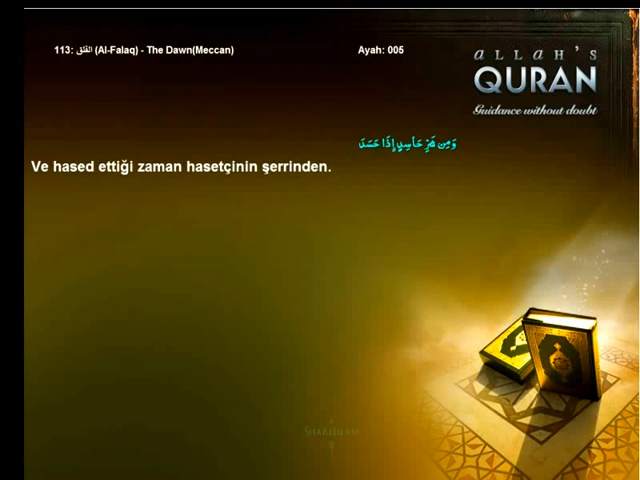 113: الفلق (Al-Falaq) - The Dawn(Meccan)
Ayah: 005
ALLAH'S
QURAN
Guidance without doubt
وَمِن شَرِّ حَاسِدٍ إِذَا حَسَدَ
Ve hased ettiği zaman hasetçinin şerrinden.